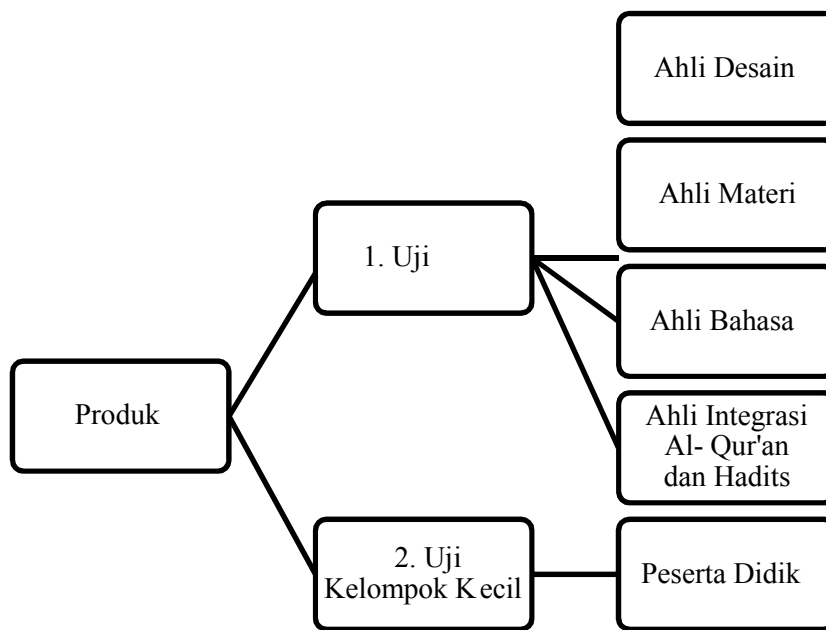 Ahli Desain
Ahli Materi
1. Uji
Ahli Bahasa
Produk
Ahli Integrasi
Al- Qur'an
dan Hadits
2. Uji
Kelompok Kecil
Peserta Didik